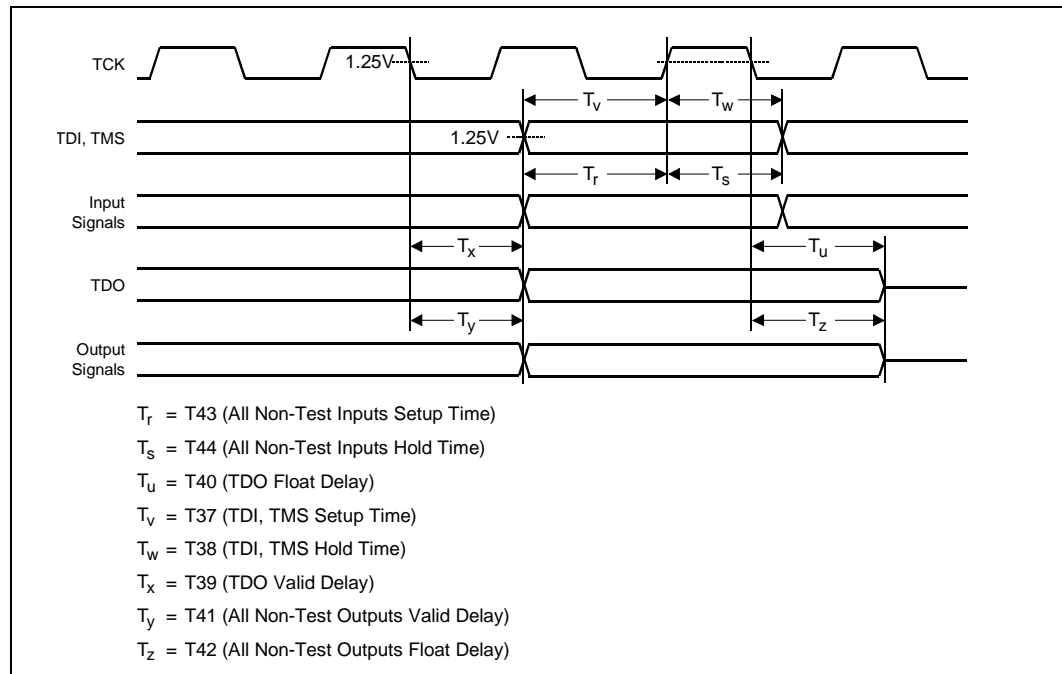 TCK
1.25V
Tv
Tw
TDI, TMS
1.25V
Tr
Ts
Input
Signals
Tx
Tu
TDO
Ty
Tz
Output
Signals
Tr = T43 (All Non-Test Inputs Setup Time)
Ts = T44 (All Non-Test Inputs Hold Time)
Tu = T40 (TDO Float Delay)
Tv = T37 (TDI, TMS Setup Time)
Tw = T38 (TDI, TMS Hold Time)
Tx = T39 (TDO Valid Delay)
Ty = T41 (All Non-Test Outputs Valid Delay)
Tz = T42 (All Non-Test Outputs Float Delay)